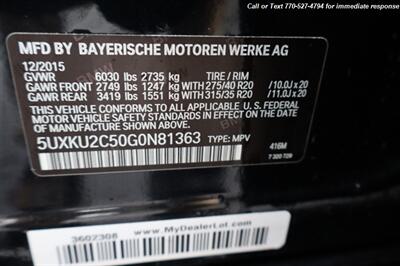 Call or Text 770-527-4794 for immediate response
MFD BY BAYERISCHE MOTOREN WERKE AG
12/2015
GVWR 6030 lbs 2735 kg TIRE / RIM
GAWR FRONT 2749 lbs 1247 kg WITH 275/40 R20 /10.0J x 20
GAWR REAR 3419 lbs 1551 kg WITH 315/35 R20 /11.0J x 20
THIS VEHICLE CONFORMS TO ALL APPLICABLE U. S. FEDERAL
MOTOR VEHICLE SAFETY, BUMPER, AND THEFT PREVENTION
STANDARDS IN EFFECT ON THE DATE OF MANUFACTURE SHOWN ABOVE.
5UXKU2C50G0N81363 TYPE: MPV
416M
3602308
www.MyDealerLot.com